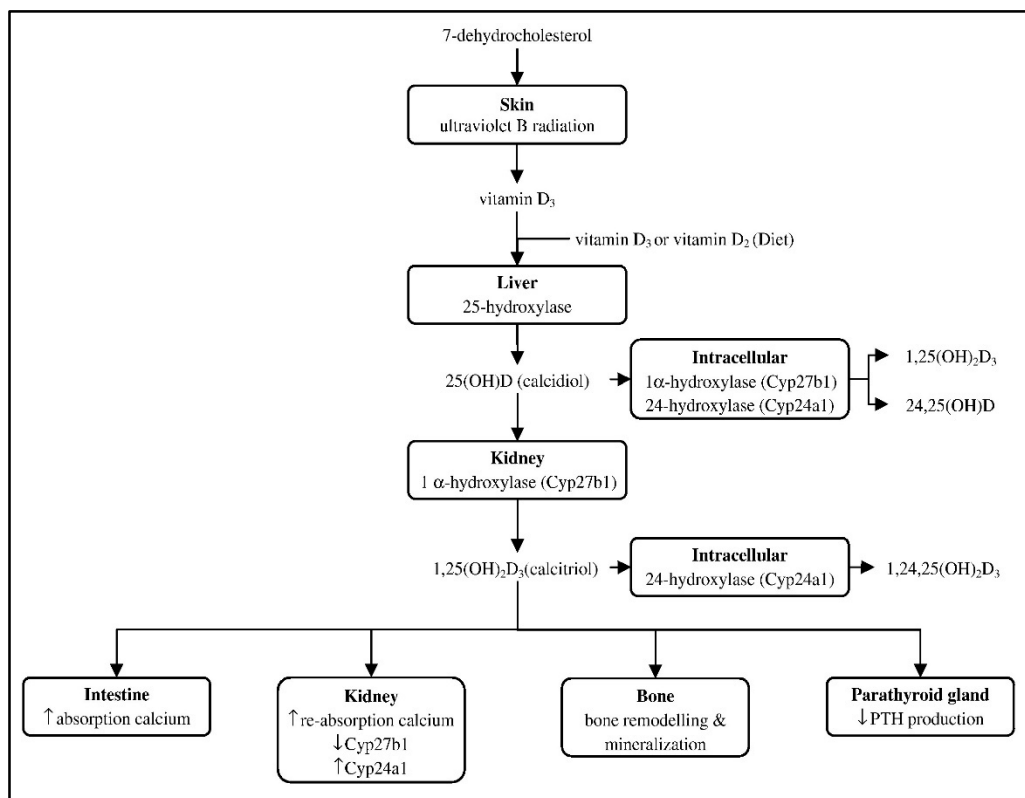 7-dehydrocholesterol
Skin
ultraviolet B radiation
vitamin D₃
vitamin D₃ or vitamin D₂ (Diet)
Liver
25-hydroxylase
25(OH)D (calcidiol)
Intracellular
1α-hydroxylase (Cyp27b1)
24-hydroxylase (Cyp24a1)
1,25(OH)₂D₃
24,25(OH)D
Kidney
1 α-hydroxylase (Cyp27b1)
1,25(OH)₂D₃(calcitriol)
Intracellular
24-hydroxylase (Cyp24a1)
1,24,25(OH)₂D₃
Intestine
↑ absorption calcium
Kidney
↑re-absorption calcium
↓Cyp27b1
↑Cyp24a1
Bone
bone remodelling &
mineralization
Parathyroid gland
↓PTH production